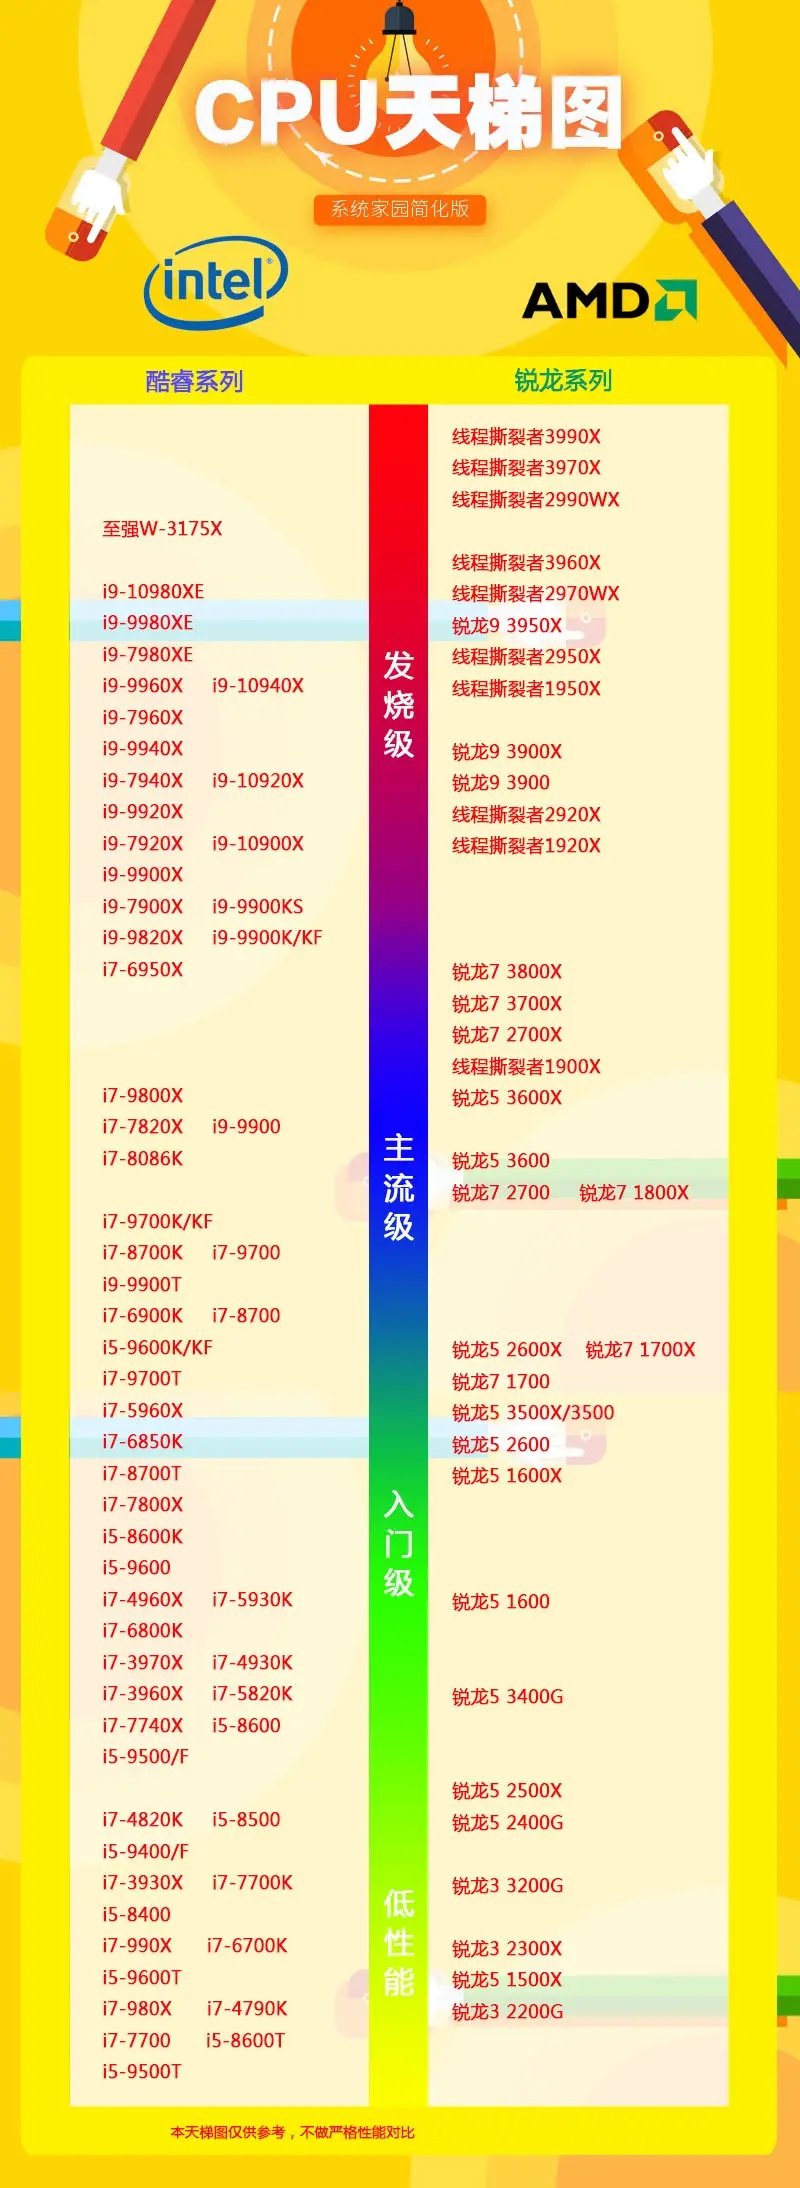 CPU天梯图
系统家园简化版
intel®
AMD
酷睿系列 锐龙系列
线程撕裂者3990X
线程撕裂者3970X
线程撕裂者2990WX
至强W-3175X
线程撕裂者3960X
i9-10980XE 线程撕裂者2970WX
i9-9980XE 锐龙9 3950X
i9-7980XE 线程撕裂者2950X
i9-9960X i9-10940X 线程撕裂者1950X
i9-7960X
i9-9940X 锐龙9 3900X
i9-7940X i9-10920X 锐龙9 3900
i9-9920X 线程撕裂者2920X
i9-7920X i9-10900X 线程撕裂者1920X
i9-9900X
i9-7900X i9-9900KS
i9-9820X i9-9900K/KF
i7-6950X 锐龙7 3800X
锐龙7 3700X
锐龙7 2700X
线程撕裂者1900X
i7-9800X 锐龙5 3600X
i7-7820X i9-9900
i7-8086K 锐龙5 3600
锐龙7 2700 锐龙7 1800X
i7-9700K/KF
i7-8700K i7-9700
i9-9900T
i7-6900K i7-8700
i5-9600K/KF 锐龙5 2600X 锐龙7 1700X
i7-9700T 锐龙7 1700
i7-5960X 锐龙5 3500X/3500
i7-6850K 锐龙5 2600
i7-8700T 锐龙5 1600X
i7-7800X
i5-8600K
i5-9600
i7-4960X i7-5930K 锐龙5 1600
i7-6800K
i7-3970X i7-4930K
i7-3960X i7-5820K 锐龙5 3400G
i7-7740X i5-8600
i5-9500/F
锐龙5 2500X
i7-4820K i5-8500 锐龙5 2400G
i5-9400/F
i7-3930X i7-7700K 锐龙3 3200G
i5-8400
i7-990X i7-6700K 锐龙3 2300X
i5-9600T 锐龙5 1500X
i7-980X i7-4790K 锐龙3 2200G
i7-7700 i5-8600T
i5-9500T
发烧级
主流级
入门级
低性能
本天梯图仅供参考，不做严格性能对比